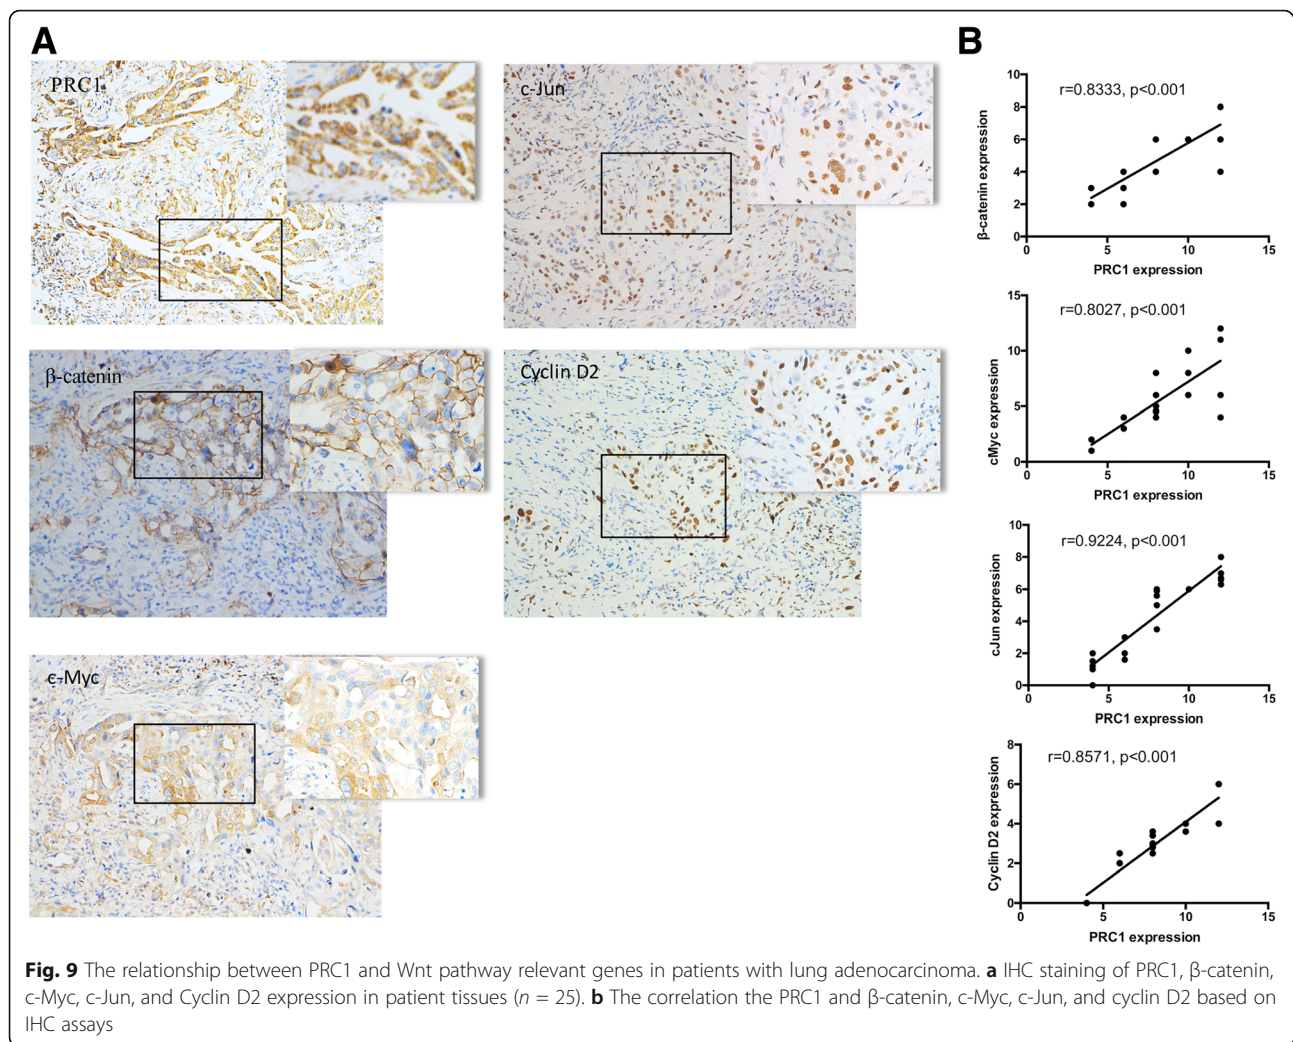 A
B
PRC1
c-Jun
β-catenin
Cyclin D2
c-Myc
r=0.8333, p<0.001
β-catenin expression
10
8
6
4
2
0
0 5 10 15
PRC1 expression
r=0.8027, p<0.001
cMyc expression
15
10
5
0
0 5 10 15
PRC1 expression
r=0.9224, p<0.001
cJun expression
10
8
6
4
2
0
0 5 10 15
PRC1 expression
r=0.8571, p<0.001
Cyclin D2 expression
8
6
4
2
0
0 5 10 15
PRC1 expression
Fig. 9 The relationship between PRC1 and Wnt pathway relevant genes in patients with lung adenocarcinoma. a IHC staining of PRC1, β-catenin,
c-Myc, c-Jun, and Cyclin D2 expression in patient tissues (n = 25). b The correlation the PRC1 and β-catenin, c-Myc, c-Jun, and cyclin D2 based on
IHC assays